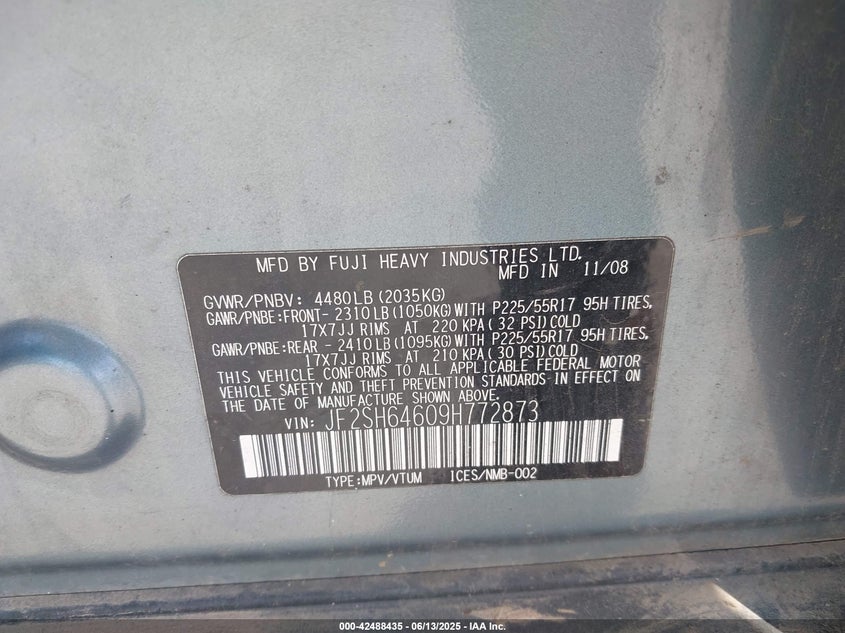 MFD BY FUJI HEAVY INDUSTRIES LTD.
MFD IN 11/08
GVWR/PNBV: 4480LB (2035KG)
GAWR/PNBE:FRONT- 2310 LB (1050KG) WITH P225/55R17 95H TIRES,
17X7JJ RIMS AT 220 KPA ( 32 PSI) COLD
GAWR/PNBE:REAR - 2410 LB (1095KG) WITH P225/55R17 95H TIRES,
17X7JJ RIMS AT 210 KPA ( 30 PSI) COLD
THIS VEHICLE CONFORMS TO ALL APPLICABLE FEDERAL MOTOR
VEHICLE SAFETY AND THEFT PREVENTION STANDARDS IN EFFECT ON
THE DATE OF MANUFACTURE SHOWN ABOVE.
VIN: JF2SH64609H772873
TYPE:MPV/VTUM ICES/NMB-002
000-42488435 - 06/13/2025 - IAA Inc.